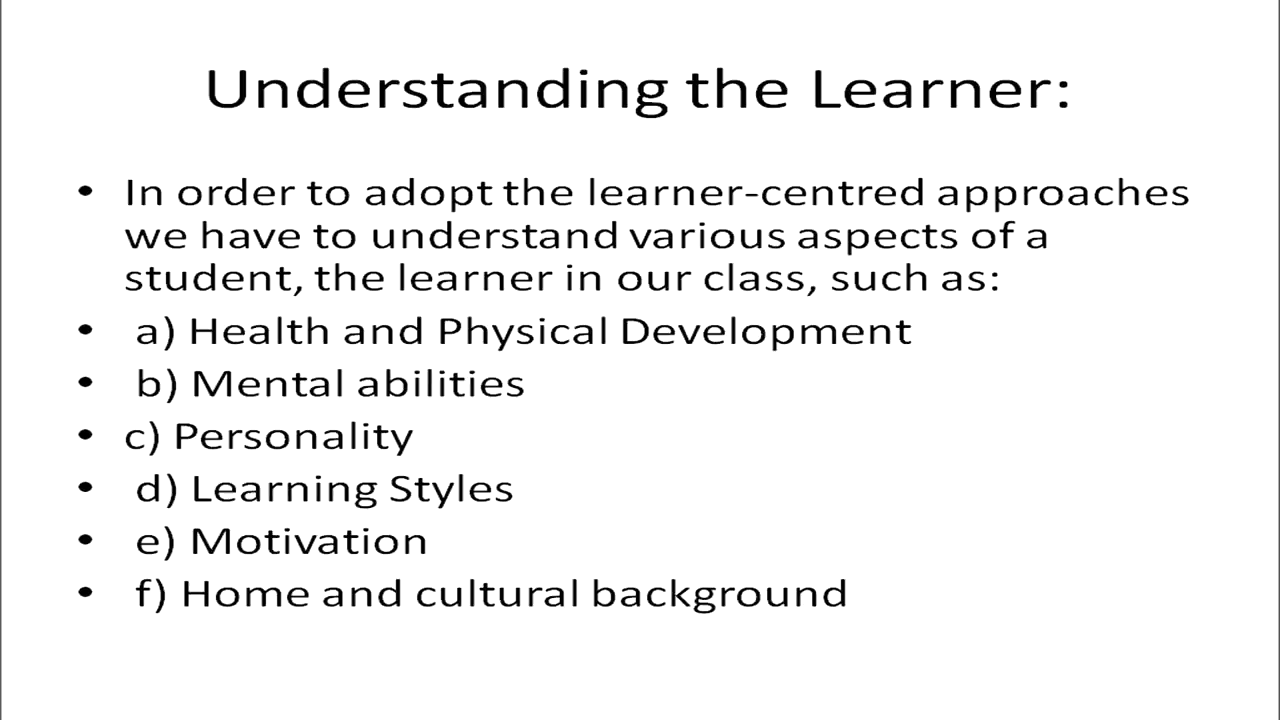 Understanding the Learner:
• In order to adopt the learner-centred approaches
we have to understand various aspects of a
student, the learner in our class, such as:
• a) Health and Physical Development
• b) Mental abilities
• c) Personality
• d) Learning Styles
• e) Motivation
• f) Home and cultural background